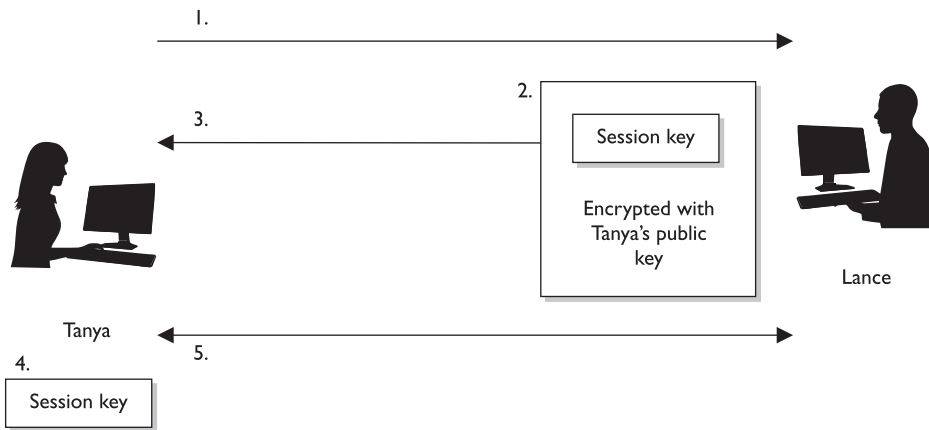 1.
2.
3.
Session key
Encrypted with
Tanya's public
key
Lance
Tanya
5.
4.
Session key